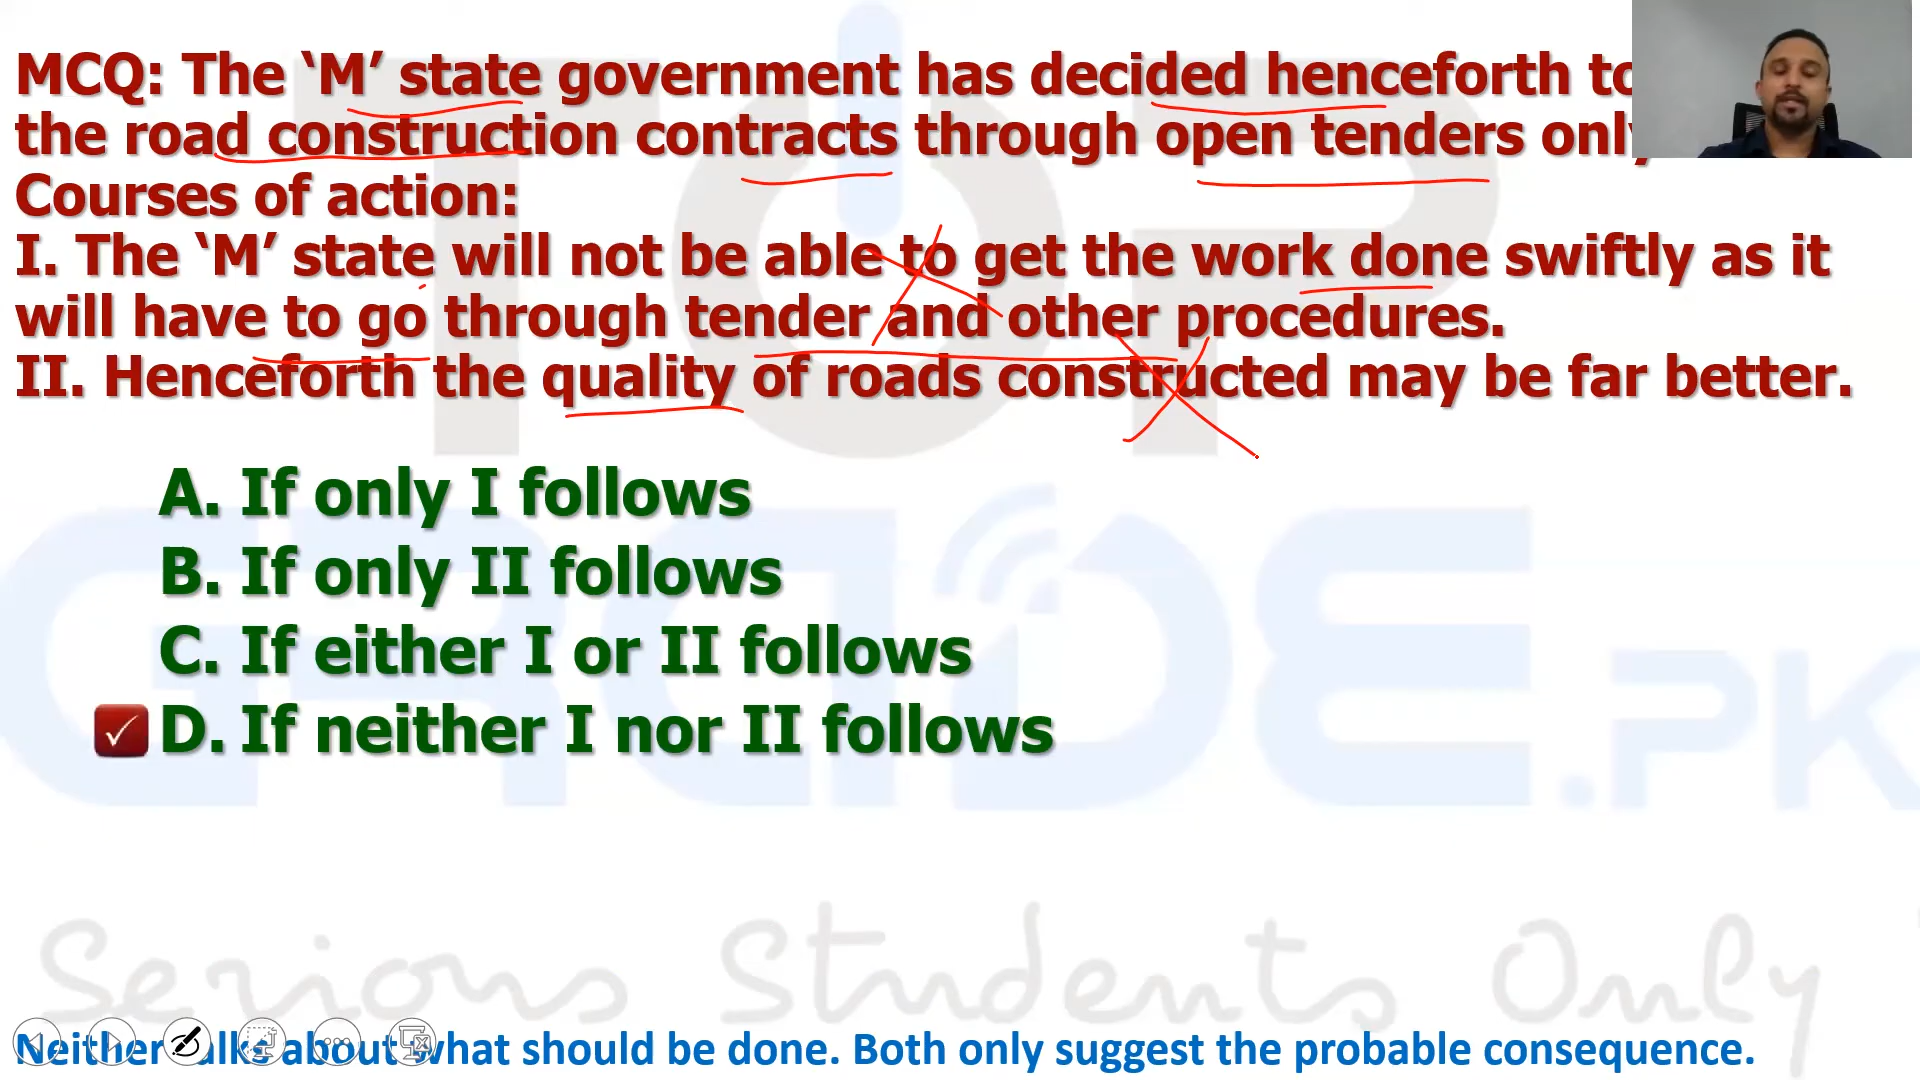 MCQ: The ‘M’ state government has decided henceforth to
the road construction contracts through open tenders only
Courses of action:
I. The ‘M’ state will not be able to get the work done swiftly as it
will have to go through tender and other procedures.
II. Henceforth the quality of roads constructed may be far better.
A. If only I follows
B. If only II follows
C. If either I or II follows
D. If neither I nor II follows
TOP
GRADE.PK
Serious Students Only
Neither talks about what should be done. Both only suggest the probable consequence.